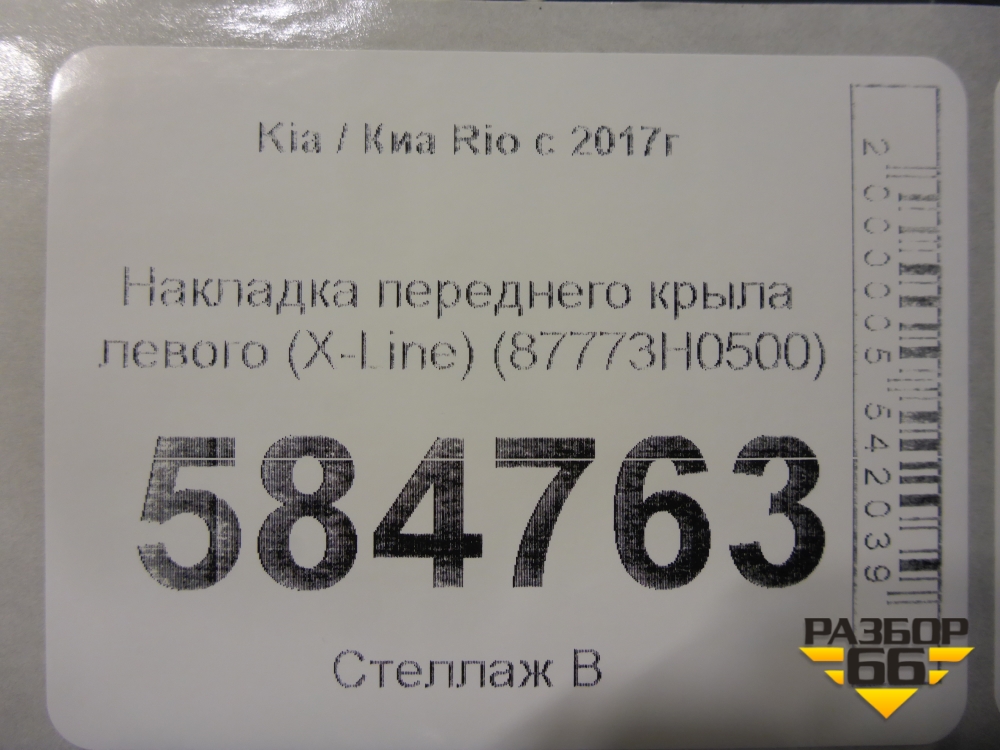 Kia / Киа Rio с 2017г
Накладка переднего крыла
левого (X-Line) (87773H0500)
584763
Стеллаж В
2000005542039
РАЗБОР
66